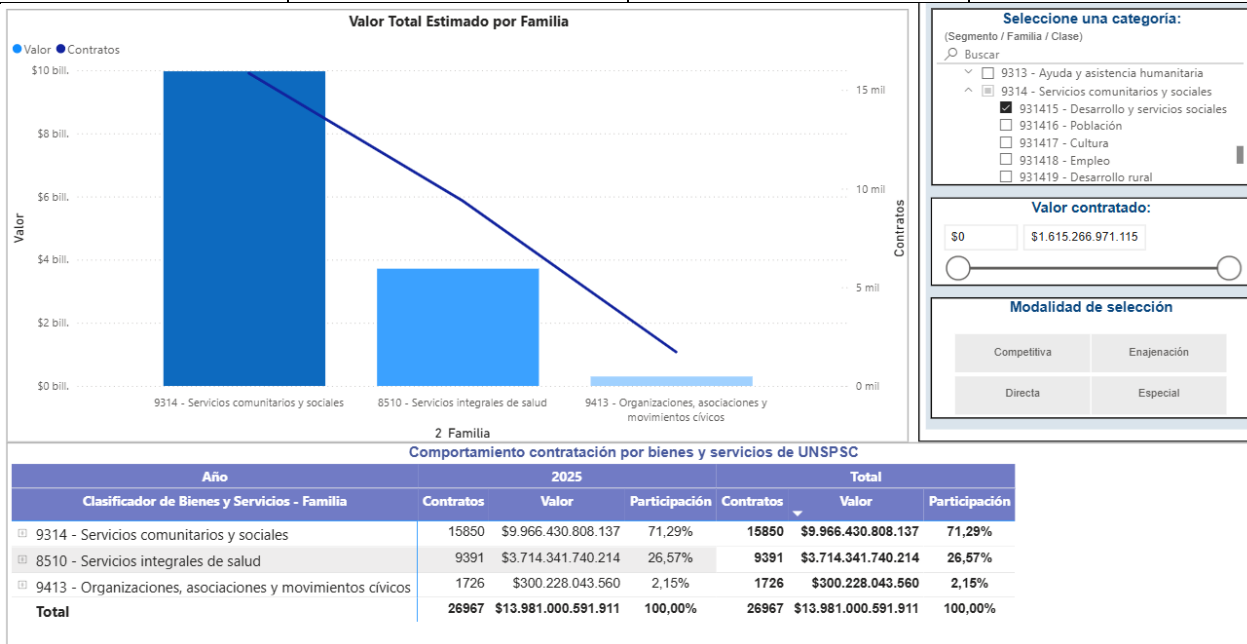 Valor Total Estimado por Familia
Valor Contratos
$10 bill.
$8 bill.
$6 bill.
$4 bill.
$2 bill.
$0 bill.
Valor
15 mil
10 mil
5 mil
0 mil
Contratos
9314 - Servicios comunitarios y sociales
8510 - Servicios integrales de salud
9413 - Organizaciones, asociaciones y
movimientos cívicos
2 Familia
Seleccione una categoría:
(Segmento / Familia / Clase)
Buscar
9313 - Ayuda y asistencia humanitaria
9314 - Servicios comunitarios y sociales
931415 - Desarrollo y servicios sociales
931416 - Población
931417 - Cultura
931418 - Empleo
931419 - Desarrollo rural
Valor contratado:
$0 $1.615.266.971.115
Modalidad de selección
Competitiva Enajenación
Directa Especial
Comportamiento contratación por bienes y servicios de UNSPSC
Año 2025 Total
Clasificador de Bienes y Servicios - Familia Contratos Valor Participación Contratos Valor Participación
9314 - Servicios comunitarios y sociales 15850 $9.966.430.808.137 71,29% 15850 $9.966.430.808.137 71,29%
8510 - Servicios integrales de salud 9391 $3.714.341.740.214 26,57% 9391 $3.714.341.740.214 26,57%
9413 - Organizaciones, asociaciones y movimientos cívicos 1726 $300.228.043.560 2,15% 1726 $300.228.043.560 2,15%
Total 26967 $13.981.000.591.911 100,00% 26967 $13.981.000.591.911 100,00%